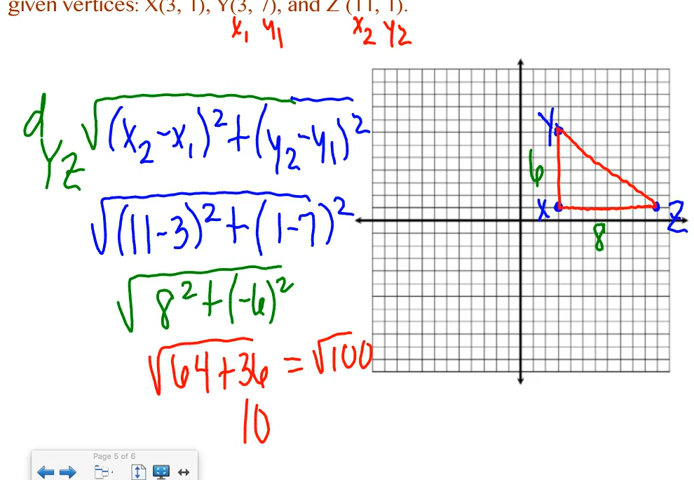 given vertices: X(3, 1), Y(3, 7), and Z (11, 1).
x₁ y₁ x₂ y₂
d YZ √(x₂-x₁)²+(y₂-y₁)²
√(11-3)²+(1-7)²
√8²+(-6)²
√64+36 = √100
10
Y
6
X
Z
8
Page 5 of 6